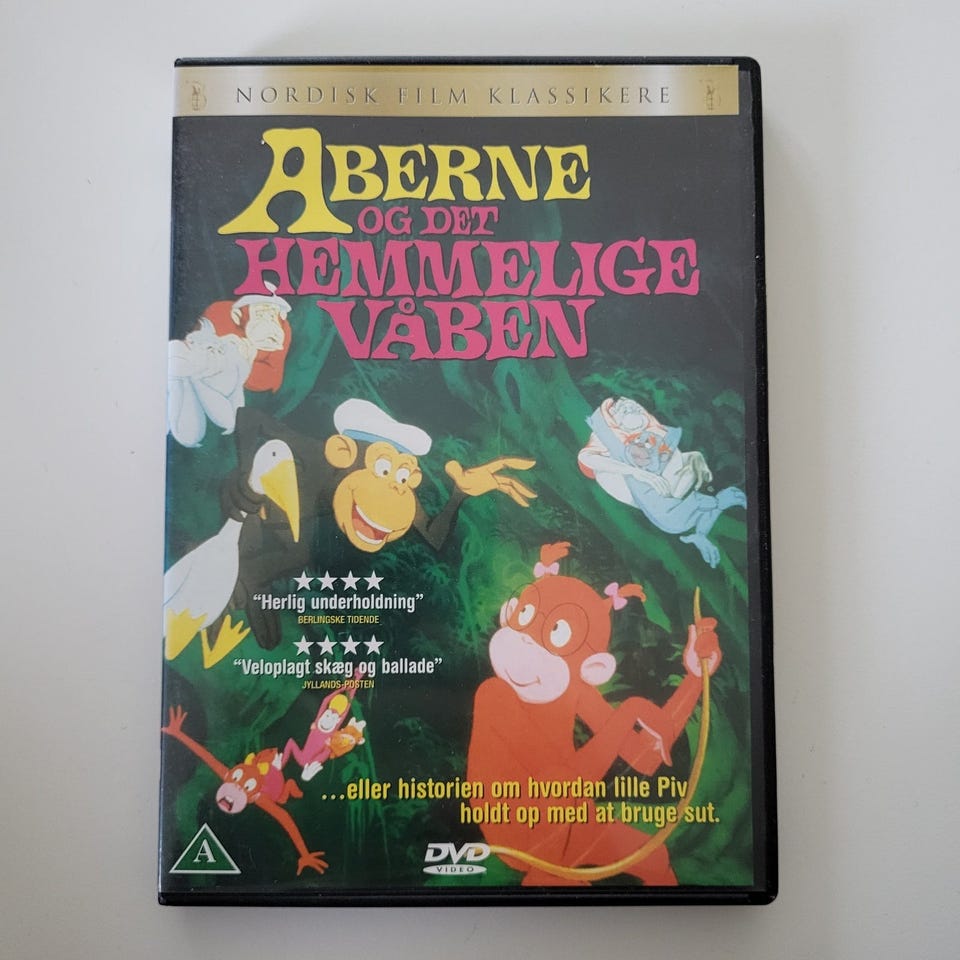 NORDISK FILM KLASSIKERE
ABERNE
OG DET
HEMMELIGE
VÅBEN
★★★★
"Herlig underholdning"
BERLINGSKE TIDENDE
★★★★
"Veloplagt skæg og ballade"
JYLLANDS-POSTEN
...eller historien om hvordan lille Piv
holdt op med at bruge sut.
A
DVD
VIDEO